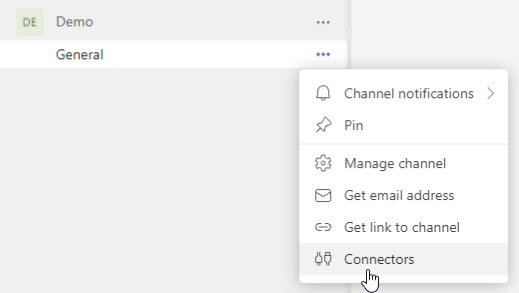 DE Demo
General
Channel notifications
Pin
Manage channel
Get email address
Get link to channel
Connectors